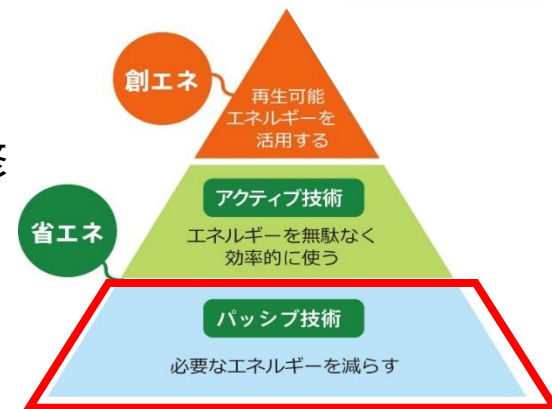 創エネ
再生可能
エネルギーを
活用する
省エネ
アクティブ技術
エネルギーを無駄なく
効率的に使う
パッシブ技術
必要なエネルギーを減らす